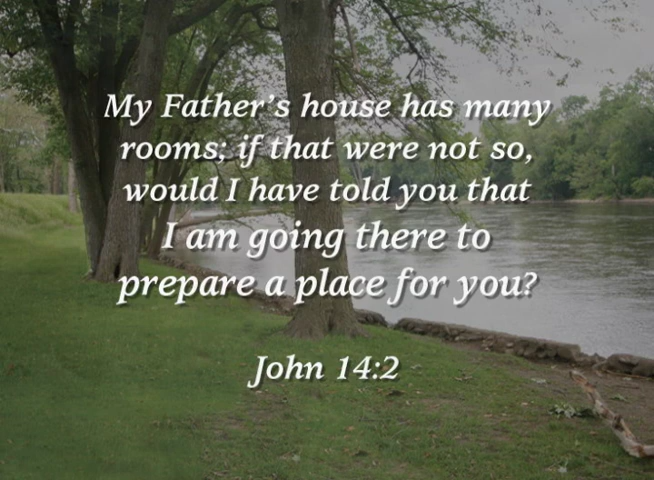 My Father's house has many
rooms; if that were not so,
would I have told you that
I am going there to
prepare a place for you?
John 14:2